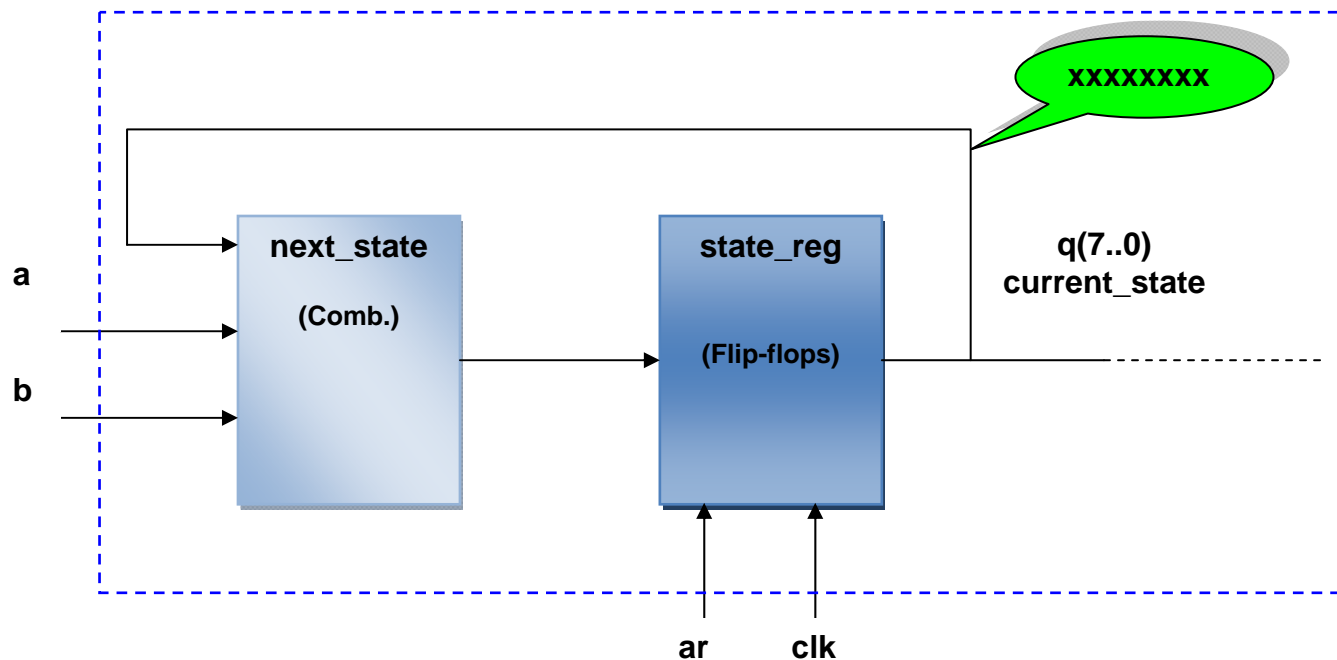 xxxxxxxx
next_state
(Comb.)
state_reg
(Flip-flops)
q(7..0)
current_state
a
b
ar
clk